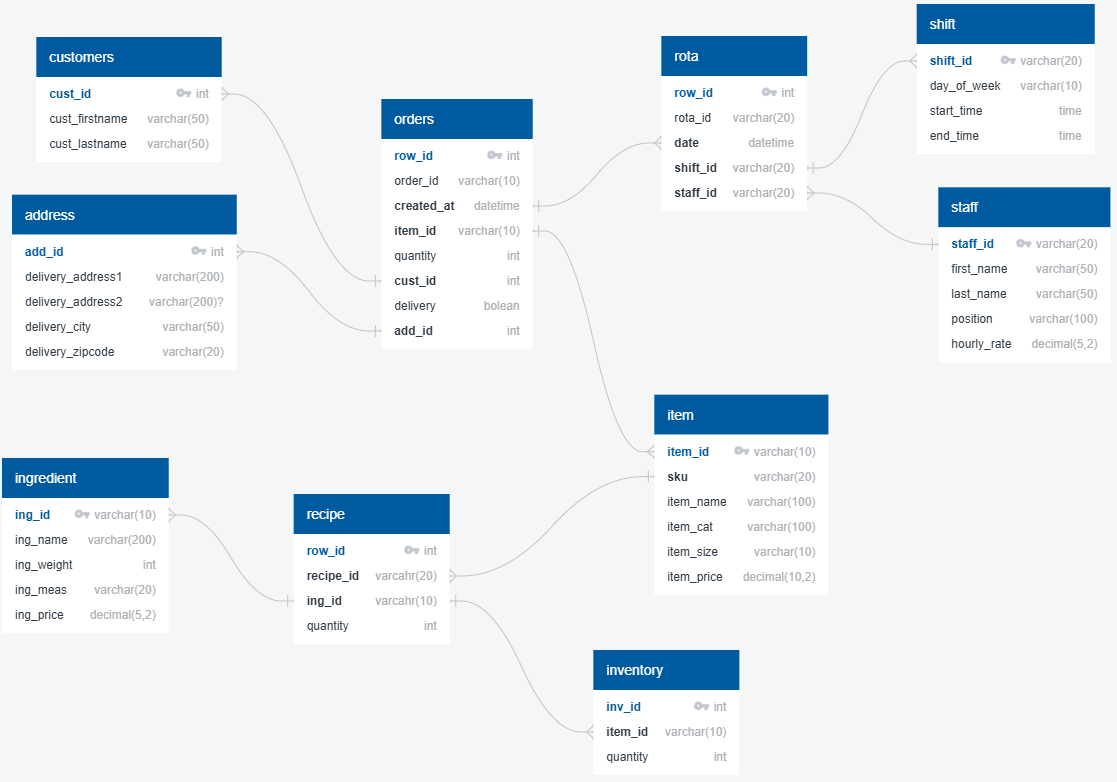 customers
cust_id int
cust_firstname varchar(50)
cust_lastname varchar(50)
address
add_id int
delivery_address1 varchar(200)
delivery_address2 varchar(200)?
delivery_city varchar(50)
delivery_zipcode varchar(20)
orders
row_id int
order_id varchar(10)
created_at datetime
item_id varchar(10)
quantity int
cust_id int
delivery bolean
add_id int
rota
row_id int
rota_id varchar(20)
date datetime
shift_id varchar(20)
staff_id varchar(20)
shift
shift_id varchar(20)
day_of_week varchar(10)
start_time time
end_time time
staff
staff_id varchar(20)
first_name varchar(50)
last_name varchar(50)
position varchar(100)
hourly_rate decimal(5,2)
item
item_id varchar(10)
sku varchar(20)
item_name varchar(100)
item_cat varchar(100)
item_size varchar(10)
item_price decimal(10,2)
ingredient
ing_id varchar(10)
ing_name varchar(200)
ing_weight int
ing_meas varchar(20)
ing_price decimal(5,2)
recipe
row_id int
recipe_id varcahr(20)
ing_id varcahr(10)
quantity int
inventory
inv_id int
item_id varchar(10)
quantity int